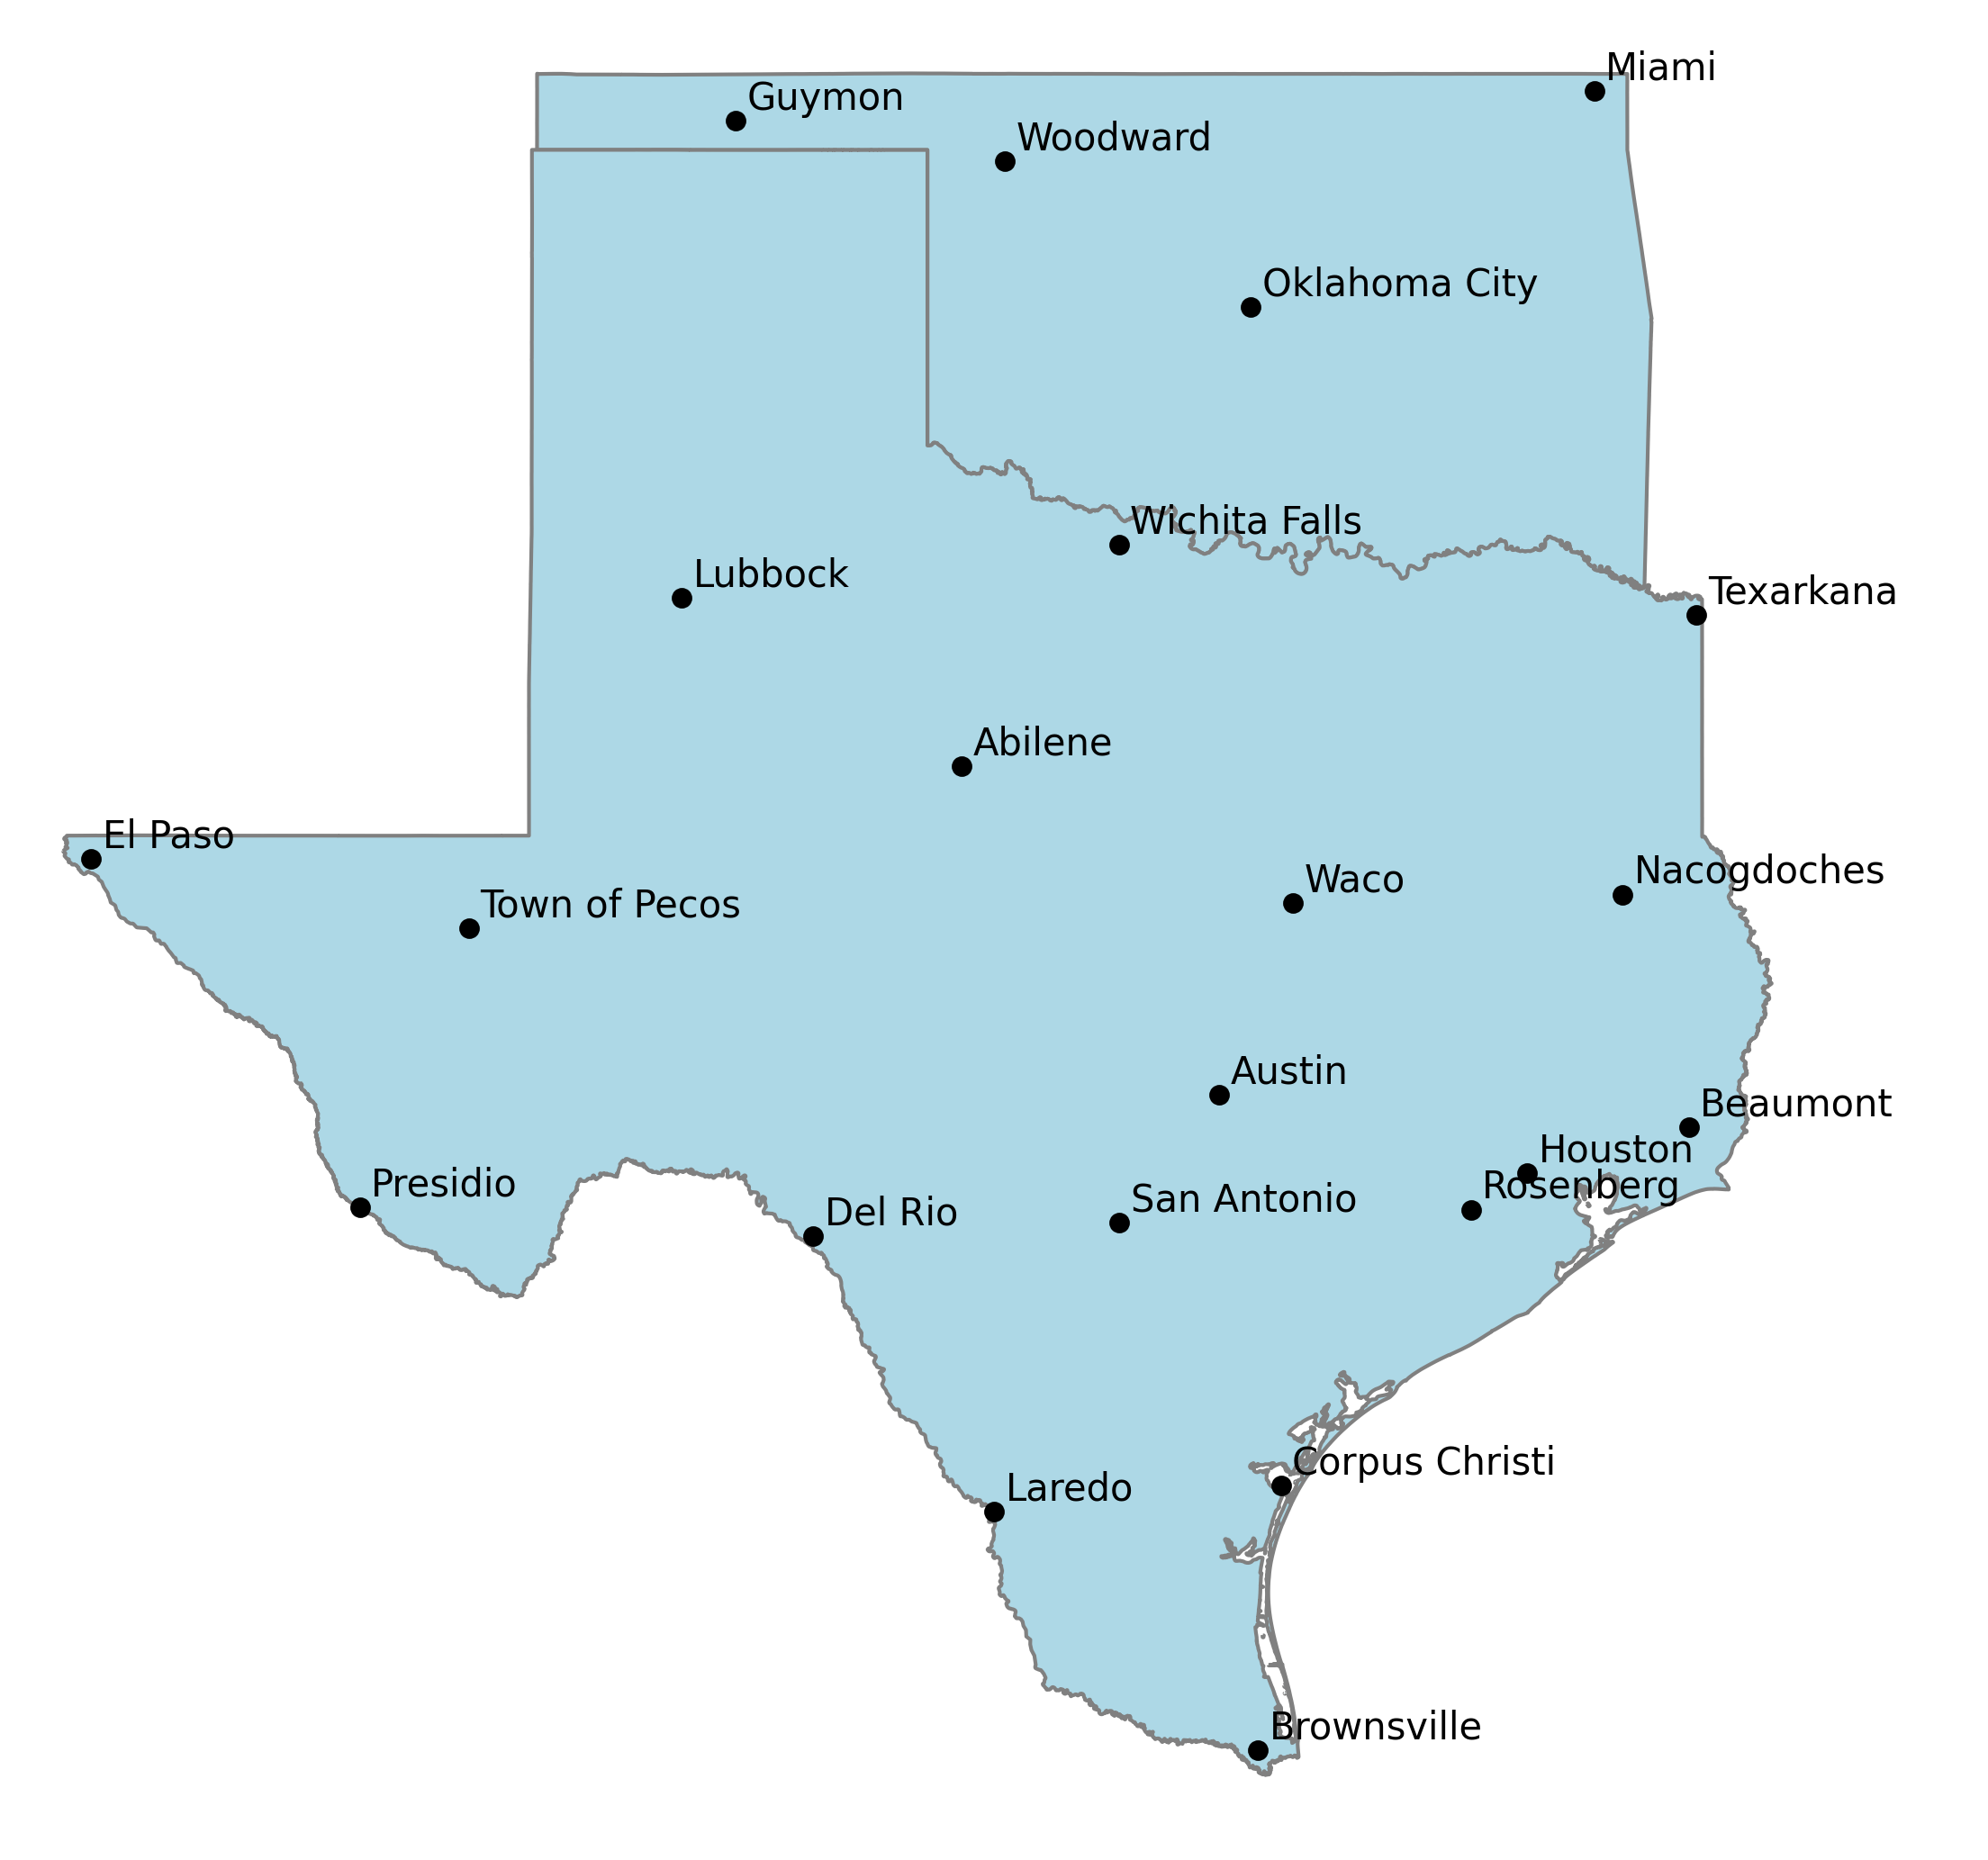 Miami
Guymon
Woodward
Oklahoma City
Wichita Falls
Lubbock
Texarkana
Abilene
El Paso
Nacogdoches
Waco
Town of Pecos
Austin
Beaumont
Houston
Presidio
Rosenberg
San Antonio
Del Rio
Corpus Christi
Laredo
Brownsville